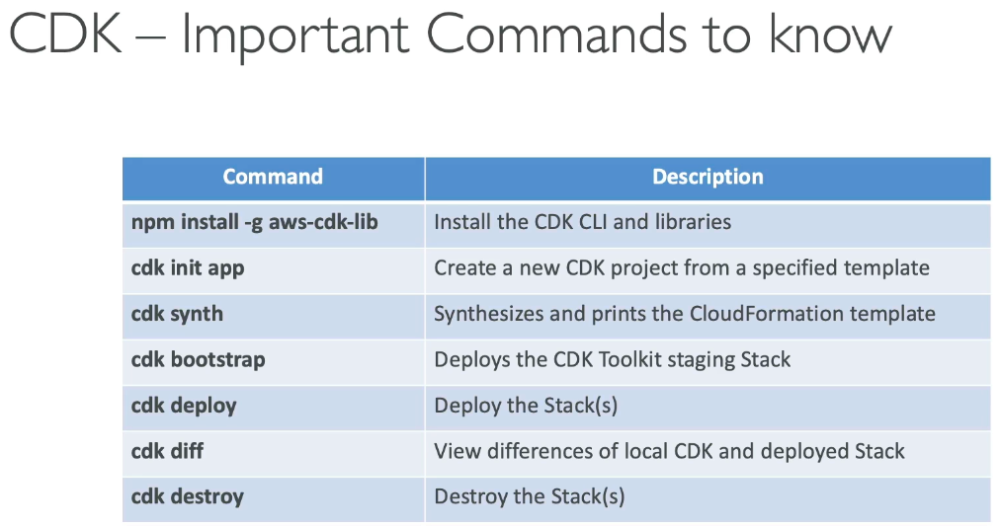 CDK – Important Commands to know
Command Description
npm install -g aws-cdk-lib Install the CDK CLI and libraries
cdk init app Create a new CDK project from a specified template
cdk synth Synthesizes and prints the CloudFormation template
cdk bootstrap Deploys the CDK Toolkit staging Stack
cdk deploy Deploy the Stack(s)
cdk diff View differences of local CDK and deployed Stack
cdk destroy Destroy the Stack(s)